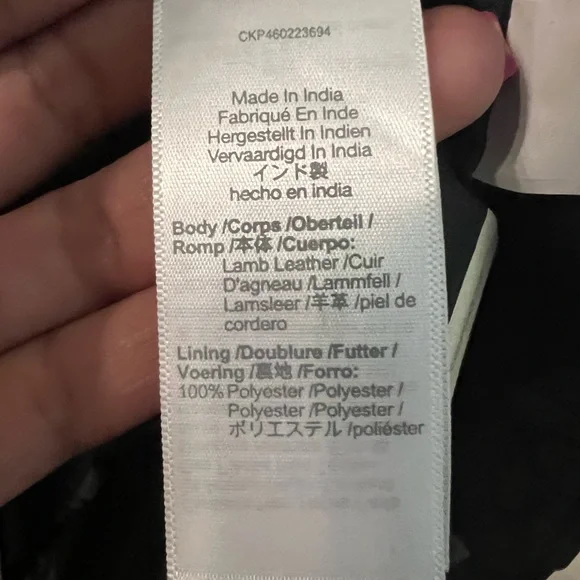 CKP460223694
Made In India
Fabriqué En Inde
Hergestellt In Indien
Vervaardigd In India
インド製
hecho en india
Body /Corps /Oberteil /
Romp /本体 /Cuerpo:
Lamb Leather /Cuir
D'agneau /Lammfell /
Lamsleer /羊革 /piel de
cordero
Lining /Doublure /Futter /
Voering /裏地 /Forro:
100% Polyester /Polyester /
Polyester /Polyester /
ポリエステル /poliéster